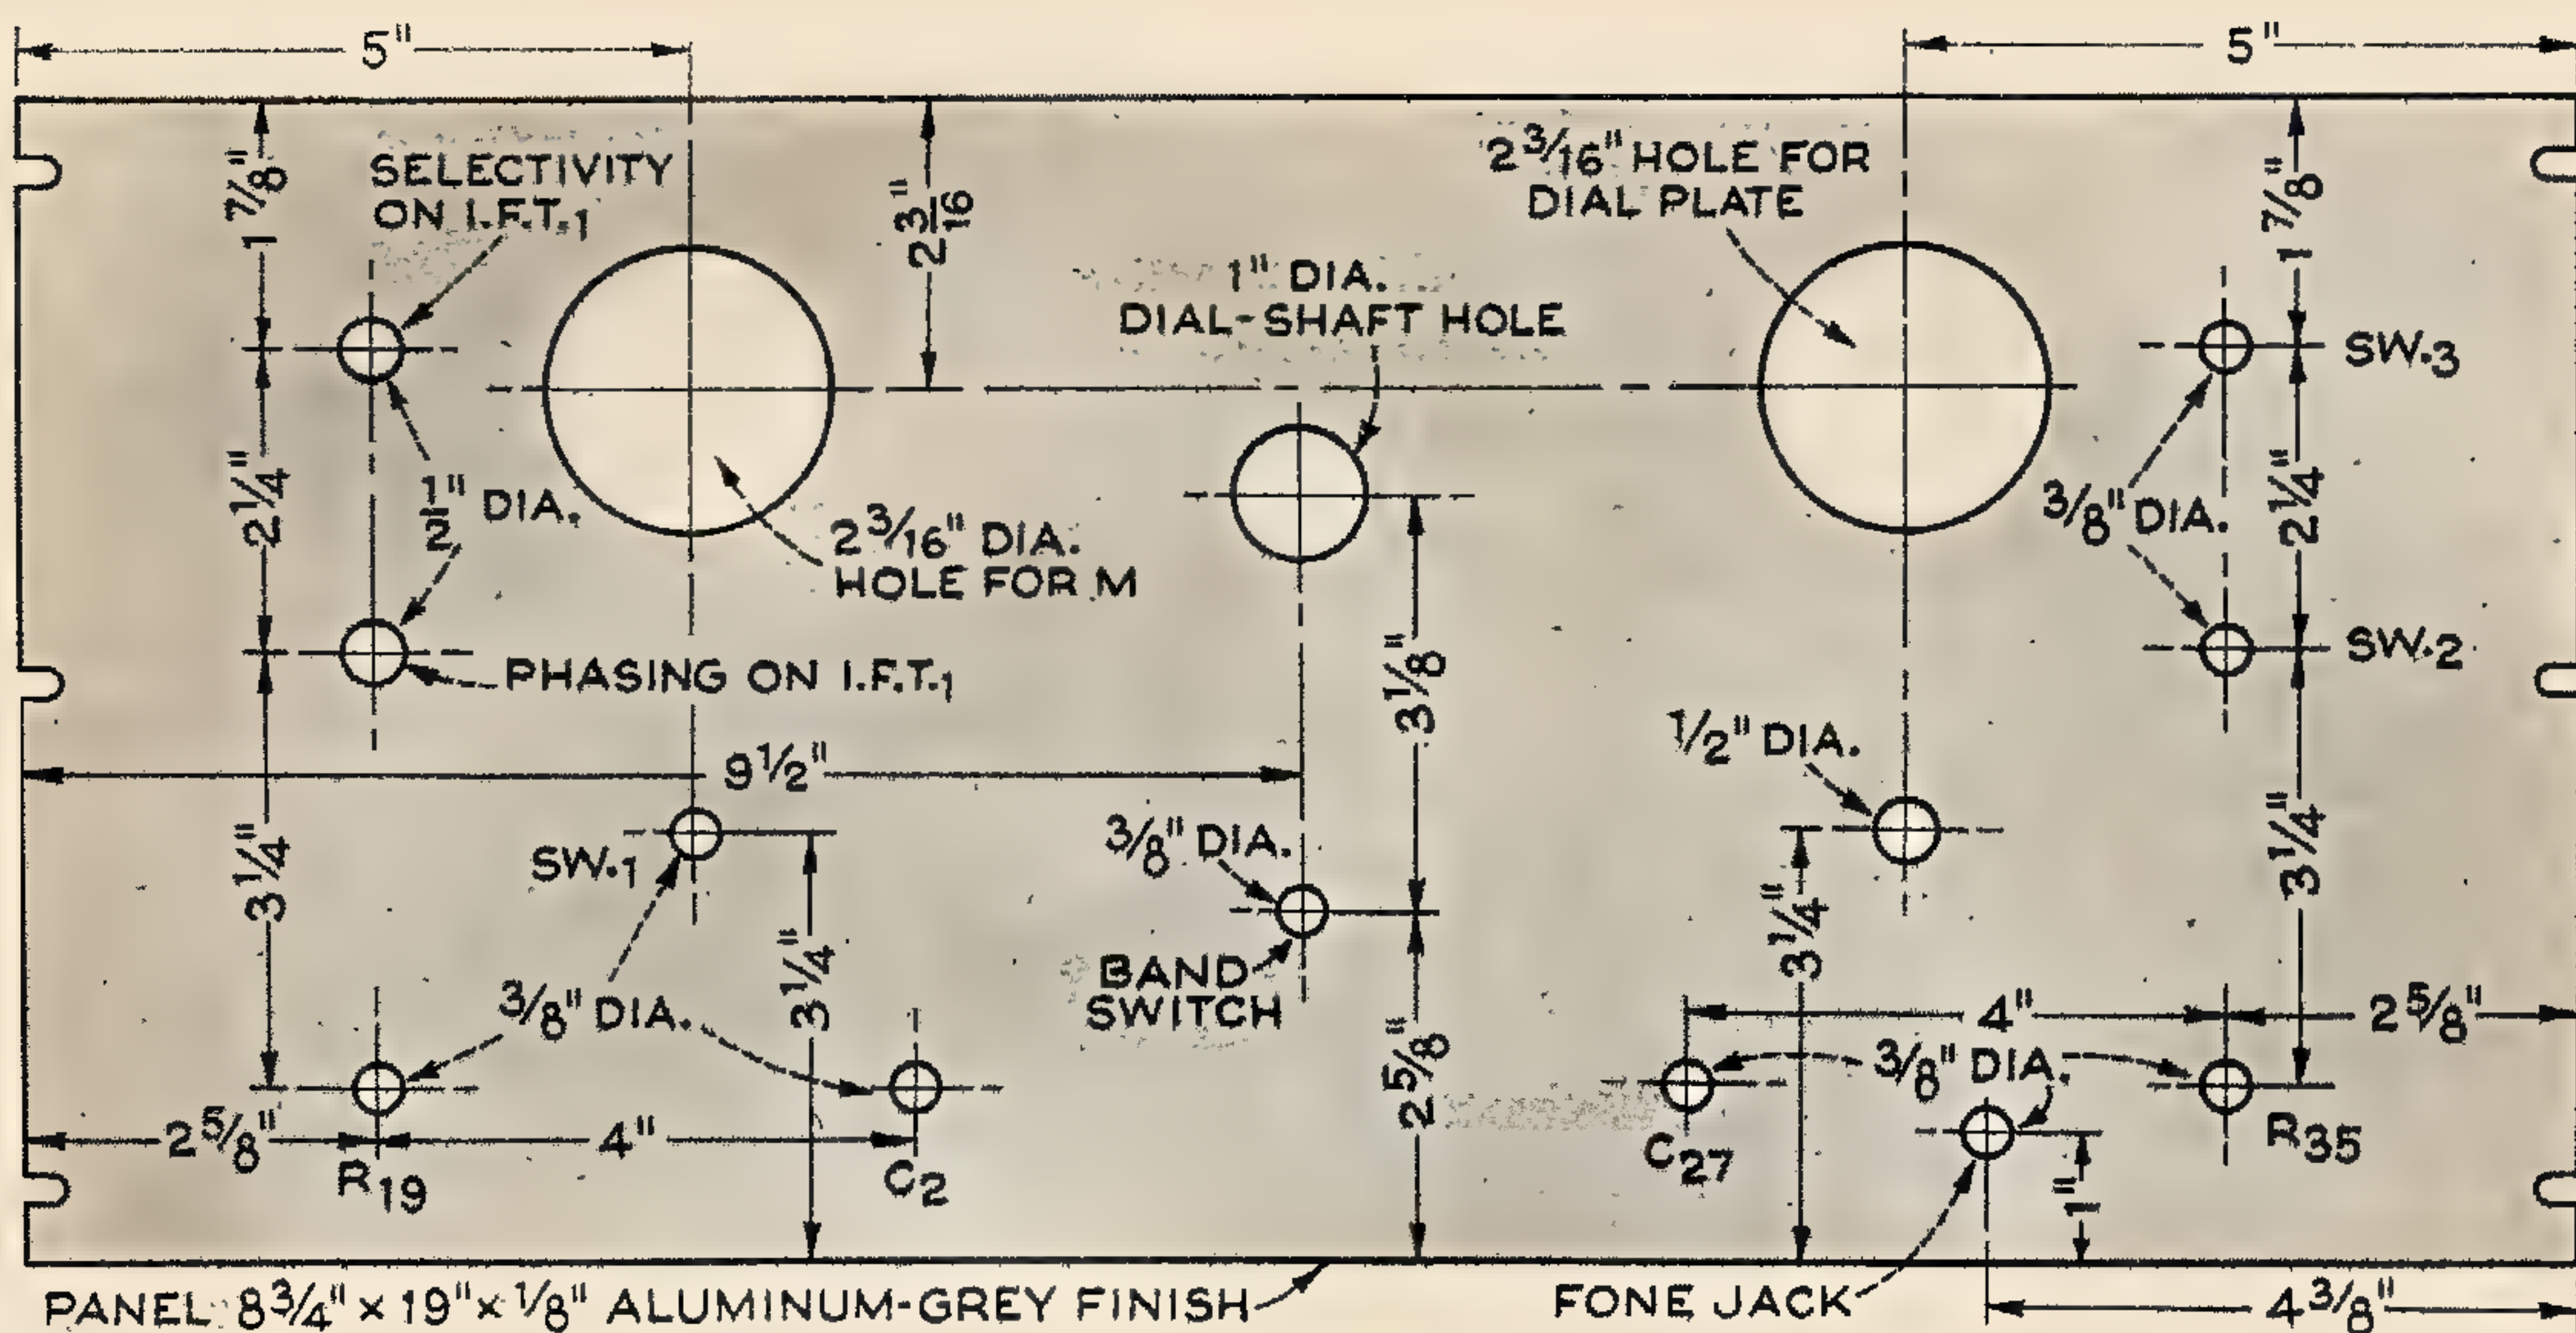 5"
5"
1 7/8"
SELECTIVITY
ON I.F.T.1
2 3/16"
2 3/16" HOLE FOR
DIAL PLATE
1 7/8"
1" DIA.
DIAL-SHAFT HOLE
SW.3
2 1/4"
1/2" DIA.
2 3/16" DIA.
HOLE FOR M
3/8" DIA.
2 1/4"
PHASING ON I.F.T.1
3 1/8"
SW.2
9 1/2"
1/2" DIA.
3 1/4"
SW.1
3/8" DIA.
3 1/4"
3 1/4"
3 1/4"
BAND
SWITCH
3/8" DIA.
4"
2 5/8"
3/8" DIA.
2 5/8"
2 5/8"
4"
R19
C2
C27
R35
1"
PANEL 8 3/4" x 19" x 1/8" ALUMINUM-GREY FINISH
FONE JACK
4 3/8"